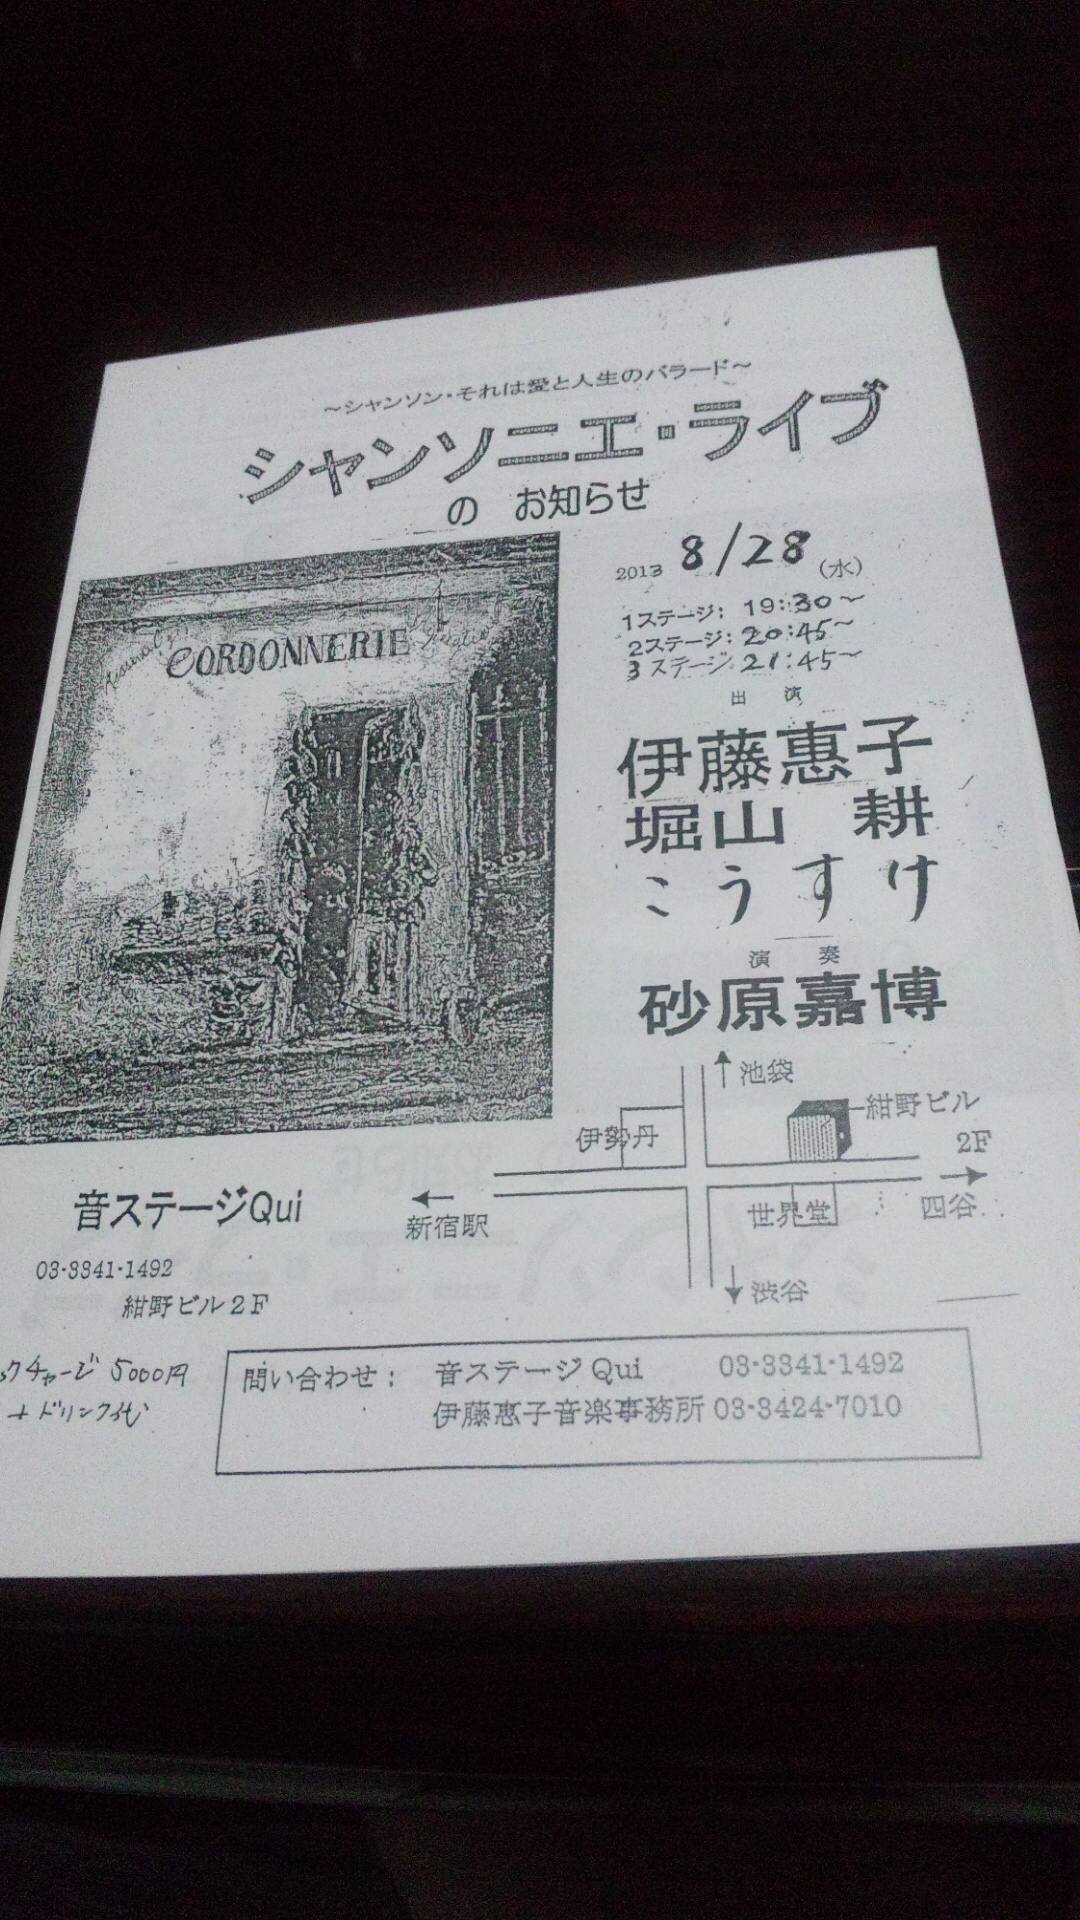 ～シャンソン・それは愛と人生のバラード～
シャンソニエ・ライブ
の お知らせ
CORDONNERIE
2013 8/28 (水)
1ステージ: 19:30～
2ステージ: 20:45～
3ステージ: 21:45～
出 演
伊藤惠子
堀山 耕
こうすけ
演 奏
砂原嘉博
池袋
紺野ビル
2F
伊勢丹
新宿駅
世界堂
四谷
渋谷
音ステージQui
03-3341-1492
紺野ビル2F
クチャージ 5000円
+ドリンク代
問い合わせ: 音ステージ Qui 03-3341-1492
伊藤惠子音楽事務所 03-3424-7010